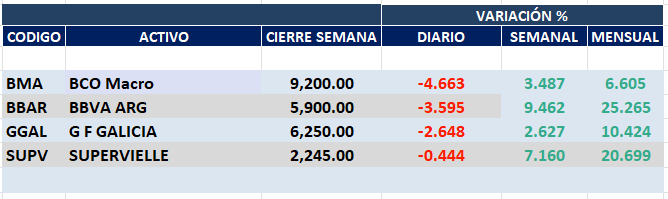 VARIACIÓN %
CODIGO ACTIVO CIERRE SEMANA DIARIO SEMANAL MENSUAL
BMA BCO Macro 9,200.00 -4.663 3.487 6.605
BBAR BBVA ARG 5,900.00 -3.595 9.462 25.265
GGAL G F GALICIA 6,250.00 -2.648 2.627 10.424
SUPV SUPERVIELLE 2,245.00 -0.444 7.160 20.699